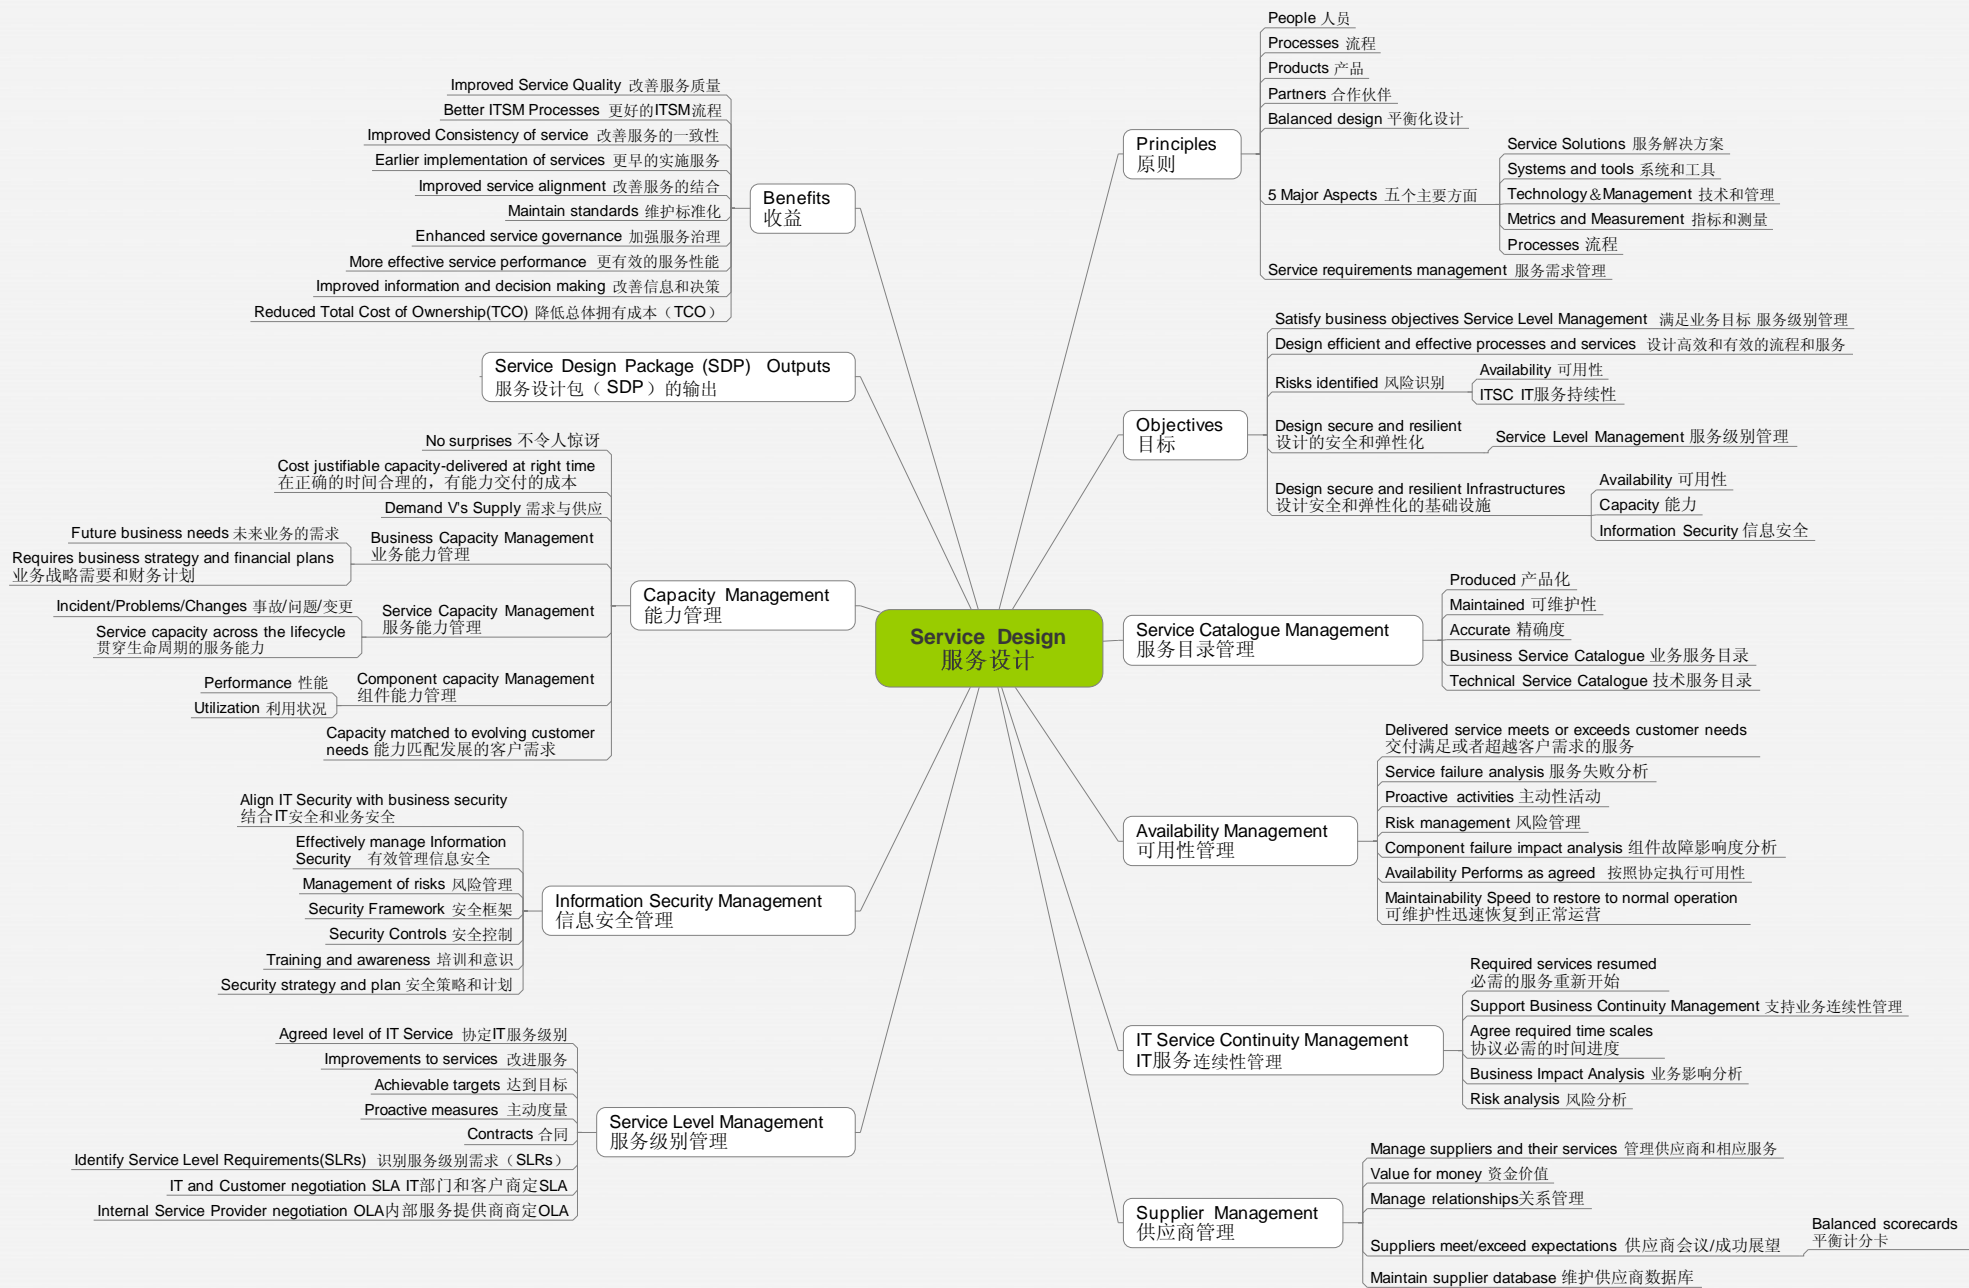 Service Design
服务设计
Principles
原则
People 人员
Processes 流程
Products 产品
Partners 合作伙伴
Balanced design 平衡化设计
5 Major Aspects 五个主要方面
Service Solutions 服务解决方案
Systems and tools 系统和工具
Technology＆Management 技术和管理
Metrics and Measurement 指标和测量
Processes 流程
Service requirements management 服务需求管理
Objectives
目标
Satisfy business objectives Service Level Management 满足业务目标 服务级别管理
Design efficient and effective processes and services 设计高效和有效的流程和服务
Risks identified 风险识别
Availability 可用性
ITSC IT服务持续性
Design secure and resilient
设计的安全和弹性化
Service Level Management 服务级别管理
Design secure and resilient Infrastructures
设计安全和弹性化的基础设施
Availability 可用性
Capacity 能力
Information Security 信息安全
Service Catalogue Management
服务目录管理
Produced 产品化
Maintained 可维护性
Accurate 精确度
Business Service Catalogue 业务服务目录
Technical Service Catalogue 技术服务目录
Availability Management
可用性管理
Delivered service meets or exceeds customer needs
交付满足或者超越客户需求的服务
Service failure analysis 服务失败分析
Proactive activities 主动性活动
Risk management 风险管理
Component failure impact analysis 组件故障影响度分析
Availability Performs as agreed 按照协定执行可用性
Maintainability Speed to restore to normal operation
可维护性迅速恢复到正常运营
IT Service Continuity Management
IT服务连续性管理
Required services resumed
必需的服务重新开始
Support Business Continuity Management 支持业务连续性管理
Agree required time scales
协议必需的时间进度
Business Impact Analysis 业务影响分析
Risk analysis 风险分析
Supplier Management
供应商管理
Manage suppliers and their services 管理供应商和相应服务
Value for money 资金价值
Manage relationships关系管理
Suppliers meet/exceed expectations 供应商会议/成功展望
Balanced scorecards
平衡计分卡
Maintain supplier database 维护供应商数据库
Benefits
收益
Improved Service Quality 改善服务质量
Better ITSM Processes 更好的ITSM流程
Improved Consistency of service 改善服务的一致性
Earlier implementation of services 更早的实施服务
Improved service alignment 改善服务的结合
Maintain standards 维护标准化
Enhanced service governance 加强服务治理
More effective service performance 更有效的服务性能
Improved information and decision making 改善信息和决策
Reduced Total Cost of Ownership(TCO) 降低总体拥有成本（TCO）
Service Design Package (SDP) Outputs
服务设计包（ SDP）的输出
Capacity Management
能力管理
No surprises 不令人惊讶
Cost justifiable capacity-delivered at right time
在正确的时间合理的，有能力交付的成本
Demand V's Supply 需求与供应
Business Capacity Management
业务能力管理
Future business needs 未来业务的需求
Requires business strategy and financial plans
业务战略需要和财务计划
Service Capacity Management
服务能力管理
Incident/Problems/Changes 事故/问题/变更
Service capacity across the lifecycle
贯穿生命周期的服务能力
Component capacity Management
组件能力管理
Performance 性能
Utilization 利用状况
Capacity matched to evolving customer
needs 能力匹配发展的客户需求
Information Security Management
信息安全管理
Align IT Security with business security
结合IT安全和业务安全
Effectively manage Information
Security 有效管理信息安全
Management of risks 风险管理
Security Framework 安全框架
Security Controls 安全控制
Training and awareness 培训和意识
Security strategy and plan 安全策略和计划
Service Level Management
服务级别管理
Agreed level of IT Service 协定IT服务级别
Improvements to services 改进服务
Achievable targets 达到目标
Proactive measures 主动度量
Contracts 合同
Identify Service Level Requirements(SLRs) 识别服务级别需求（SLRs）
IT and Customer negotiation SLA IT部门和客户商定SLA
Internal Service Provider negotiation OLA内部服务提供商商定OLA